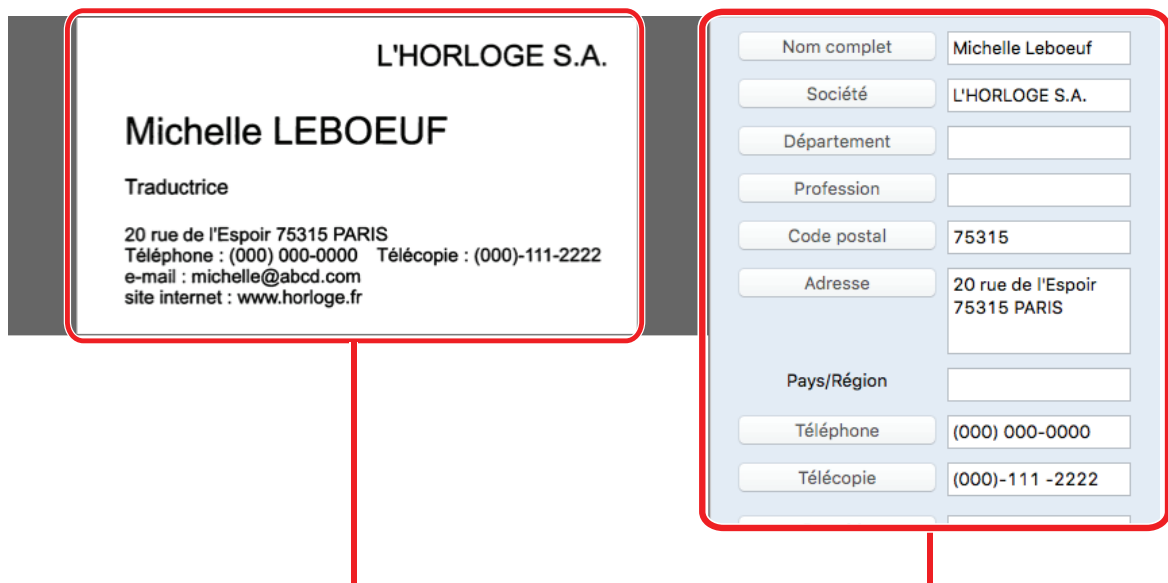 L'HORLOGE S.A.
Michelle LEBOEUF
Traductrice
20 rue de l'Espoir 75315 PARIS
Téléphone : (000) 000-0000 Télécopie : (000)-111-2222
e-mail : michelle@abcd.com
site internet : www.horloge.fr
Nom complet Michelle Leboeuf
Société L'HORLOGE S.A.
Département
Profession
Code postal 75315
Adresse 20 rue de l'Espoir
75315 PARIS
Pays/Région
Téléphone (000) 000-0000
Télécopie (000)-111 -2222